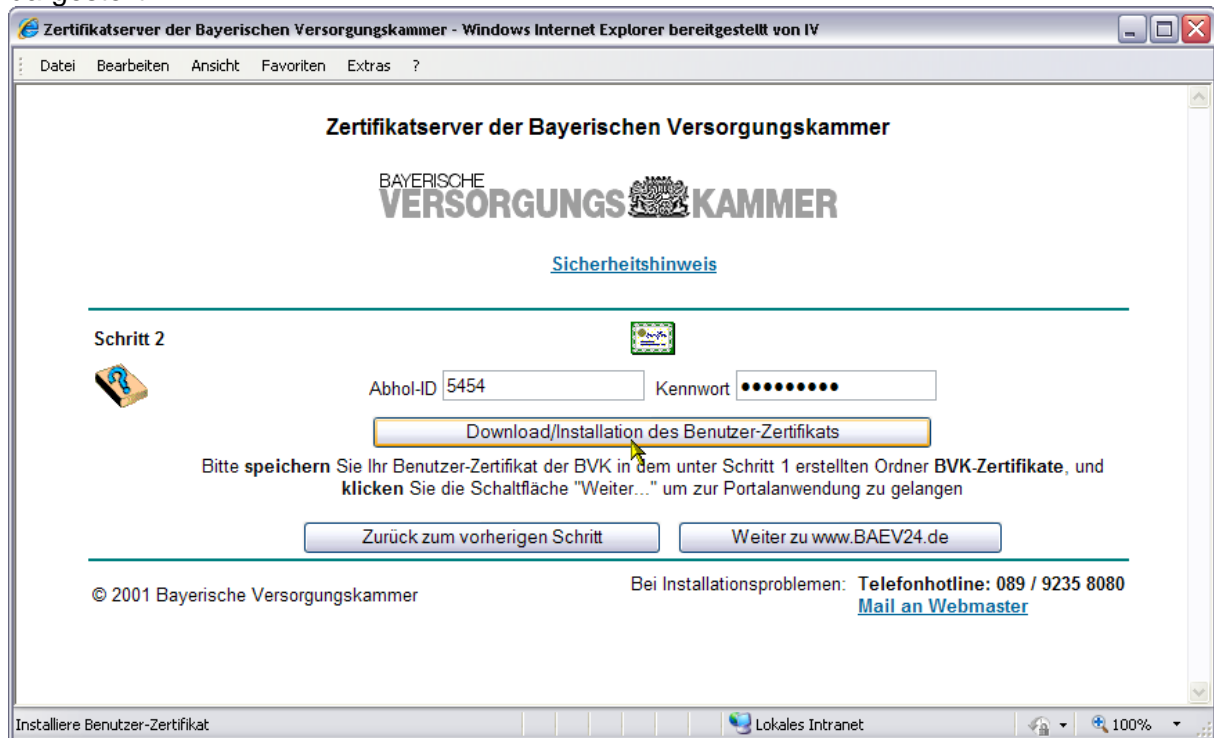 Zertifikatserver der Bayerischen Versorgungskammer - Windows Internet Explorer bereitgestellt von IV
Datei Bearbeiten Ansicht Favoriten Extras ?
Zertifikatserver der Bayerischen Versorgungskammer
BAYERISCHE
VERSORGUNGS KAMMER
Sicherheitshinweis
Schritt 2
Abhol-ID 5454 Kennwort •••••••••
Download/Installation des Benutzer-Zertifikats
Bitte speichern Sie Ihr Benutzer-Zertifikat der BVK in dem unter Schritt 1 erstellten Ordner BVK-Zertifikate, und
klicken Sie die Schaltfläche "Weiter..." um zur Portalanwendung zu gelangen
Zurück zum vorherigen Schritt Weiter zu www.BAEV24.de
© 2001 Bayerische Versorgungskammer
Bei Installationsproblemen: Telefonhotline: 089 / 9235 8080
Mail an Webmaster
Installiere Benutzer-Zertifikat Lokales Intranet 100%